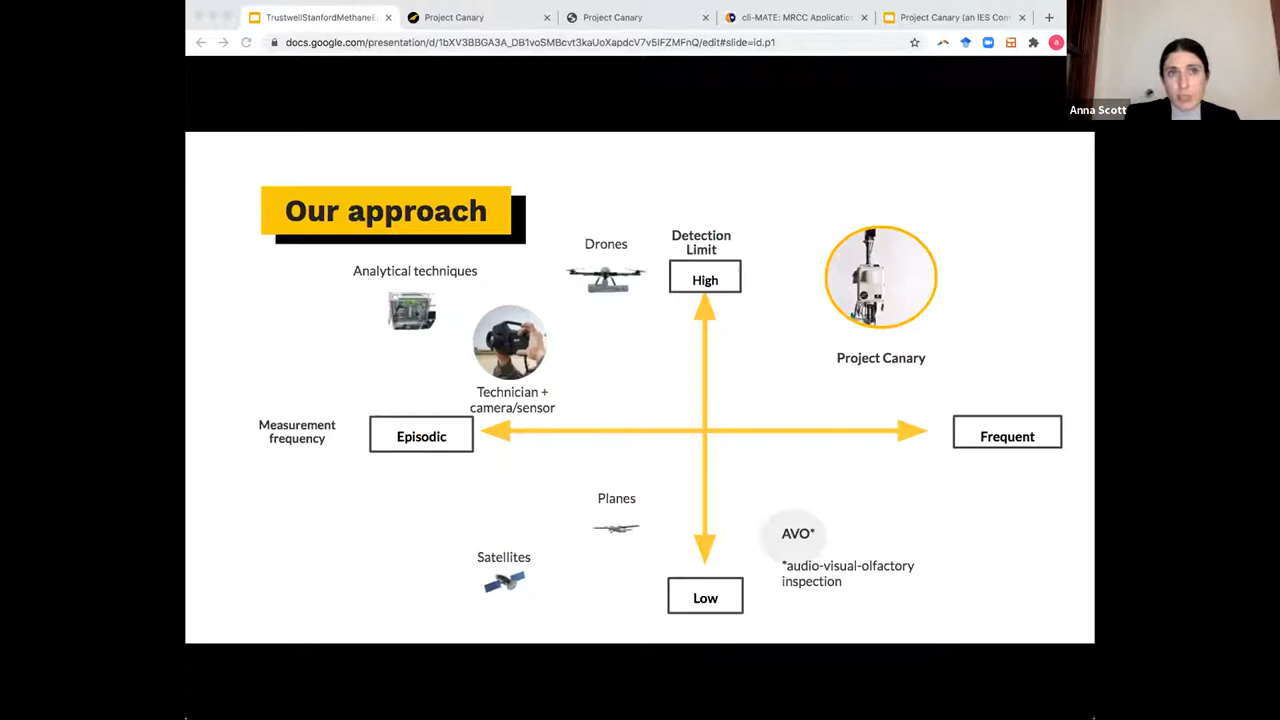 TrustwellStanfordMethaneE
Project Canary
Project Canary
cli-MATE: MRCC Application
Project Canary (an IES Com
docs.google.com/presentation/d/1bXV3BBGA3A_DB1voSMBcvt3kaUoXapdcV7v5IFZMFnQ/edit#slide=id.p1
a
Anna Scott
Our approach
Drones
Detection
Limit
High
Analytical techniques
Project Canary
Technician +
camera/sensor
Measurement
frequency
Episodic
Frequent
Planes
AVO*
Satellites
*audio-visual-olfactory
inspection
Low